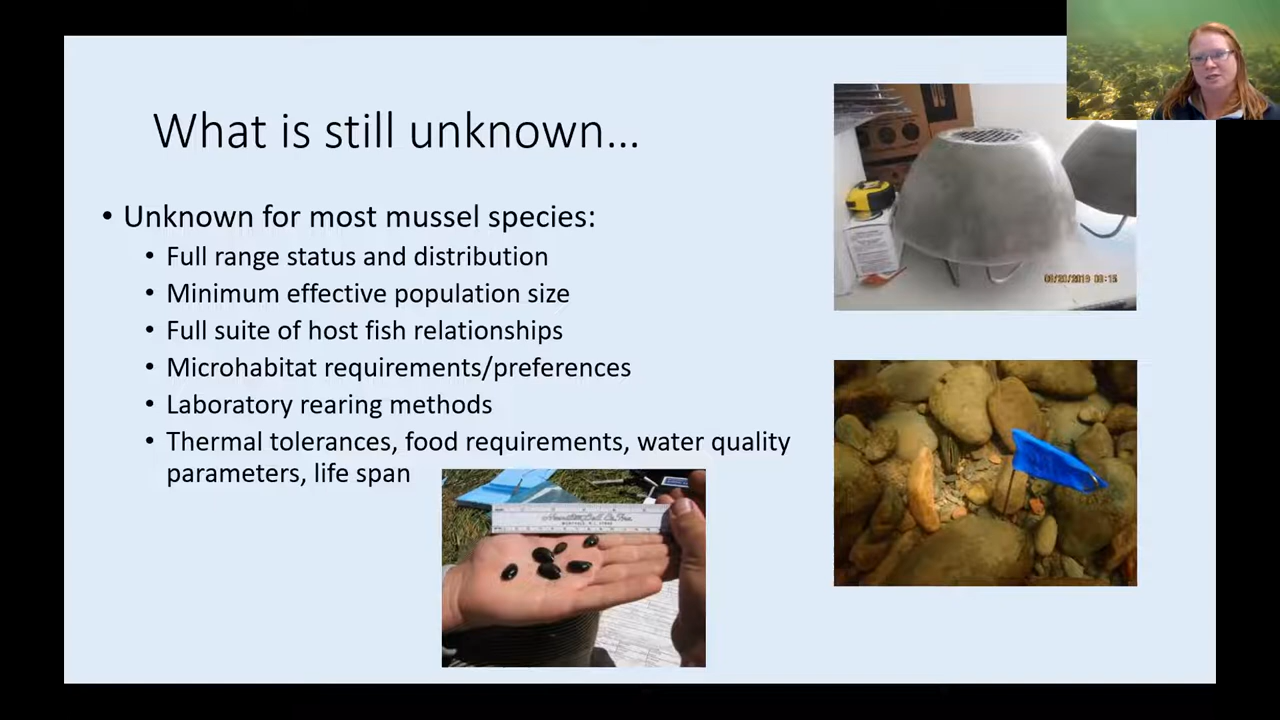 What is still unknown...
• Unknown for most mussel species:
• Full range status and distribution
• Minimum effective population size
• Full suite of host fish relationships
• Microhabitat requirements/preferences
• Laboratory rearing methods
• Thermal tolerances, food requirements, water quality
parameters, life span